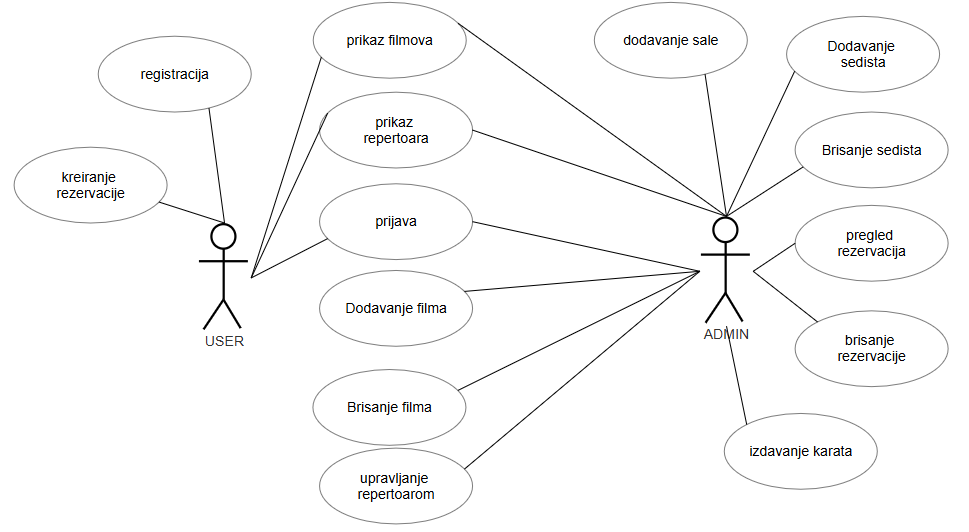 prikaz filmova
dodavanje sale
Dodavanje
sedista
registracija
prikaz
repertoara
Brisanje sedista
kreiranje
rezervacije
prijava
pregled
rezervacija
Dodavanje filma
USER
ADMIN
brisanje
rezervacije
Brisanje filma
izdavanje karata
upravljanje
repertoarom